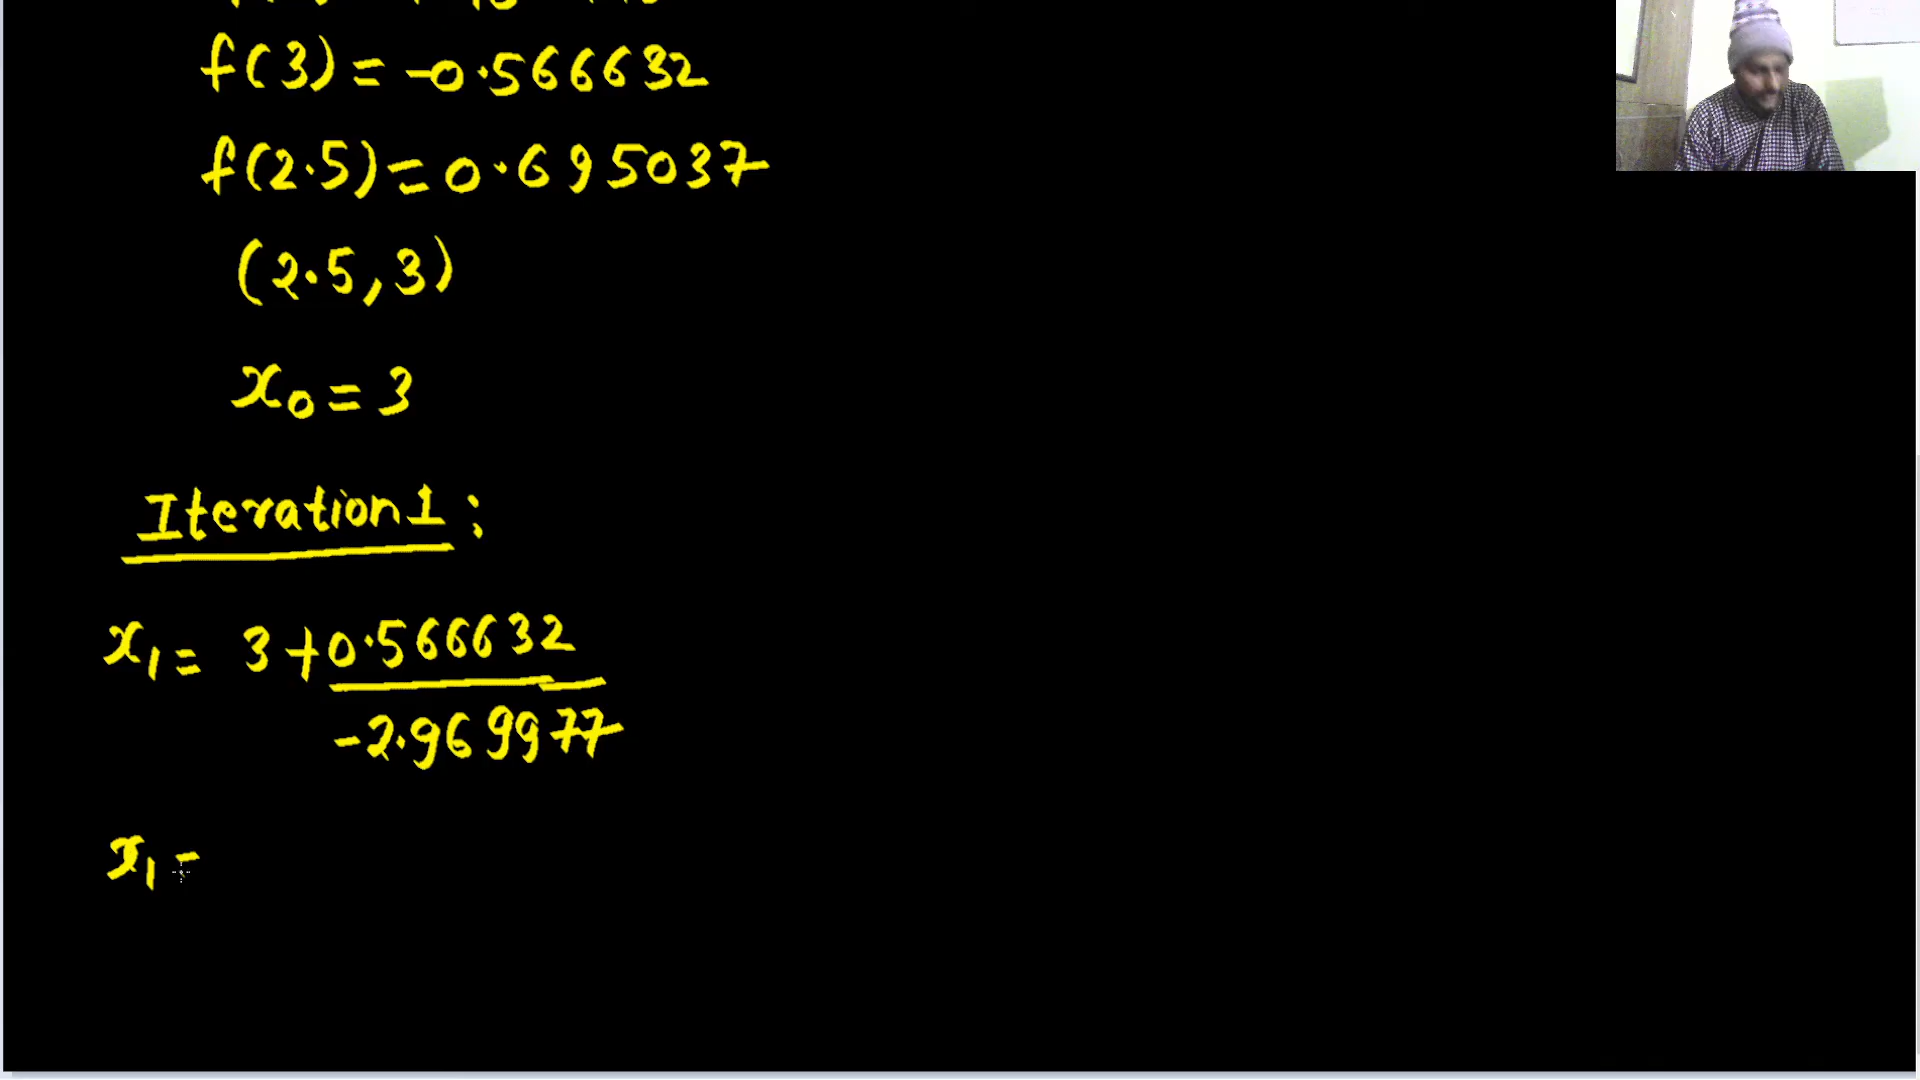 f(3) = -0.566632
f(2.5) = 0.695037
(2.5, 3)
x₀ = 3
Iteration 1 :
x₁ = 3 + 0.566632
-2.969977
x₁ -